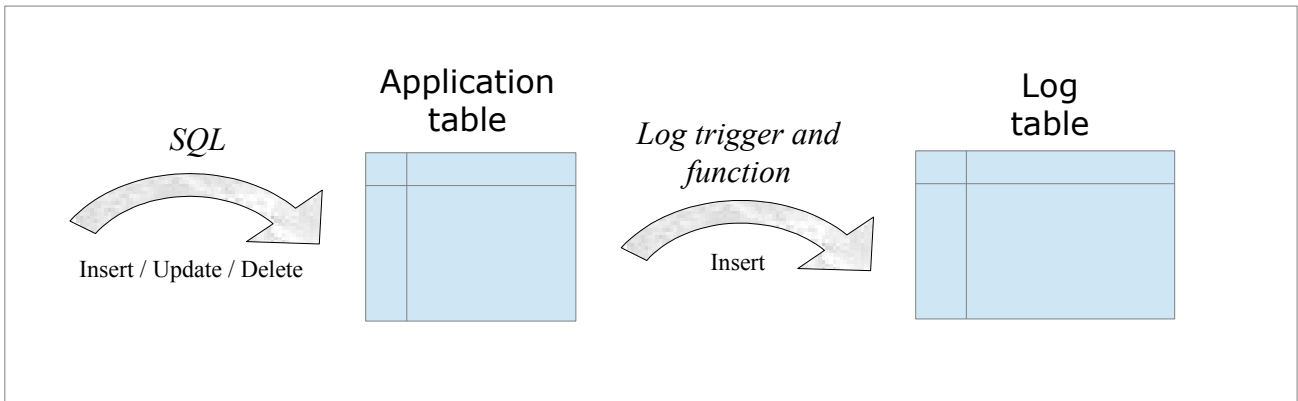 SQL
Insert / Update / Delete
Application
table
Log trigger and
function
Insert
Log
table